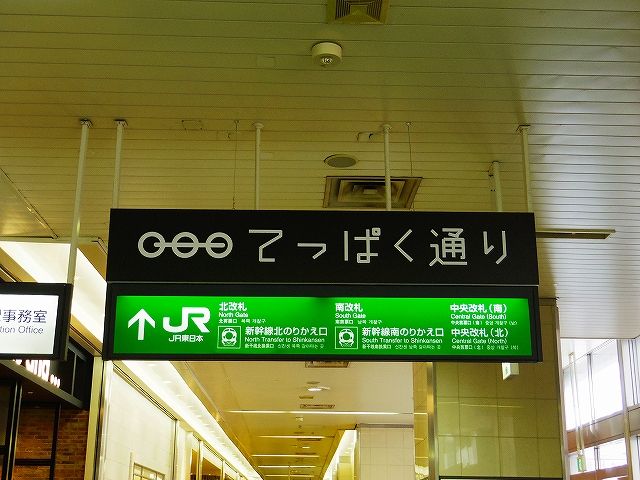 てっぱく通り
JR
JR東日本
北改札
North Gate
新幹線北のりかえ口
North Transfer to Shinkansen
南改札
South Gate
新幹線南のりかえ口
South Transfer to Shinkansen
中央改札(南)
Central Gate (South)
中央改札(北)
Central Gate (North)
事務室
tion Office